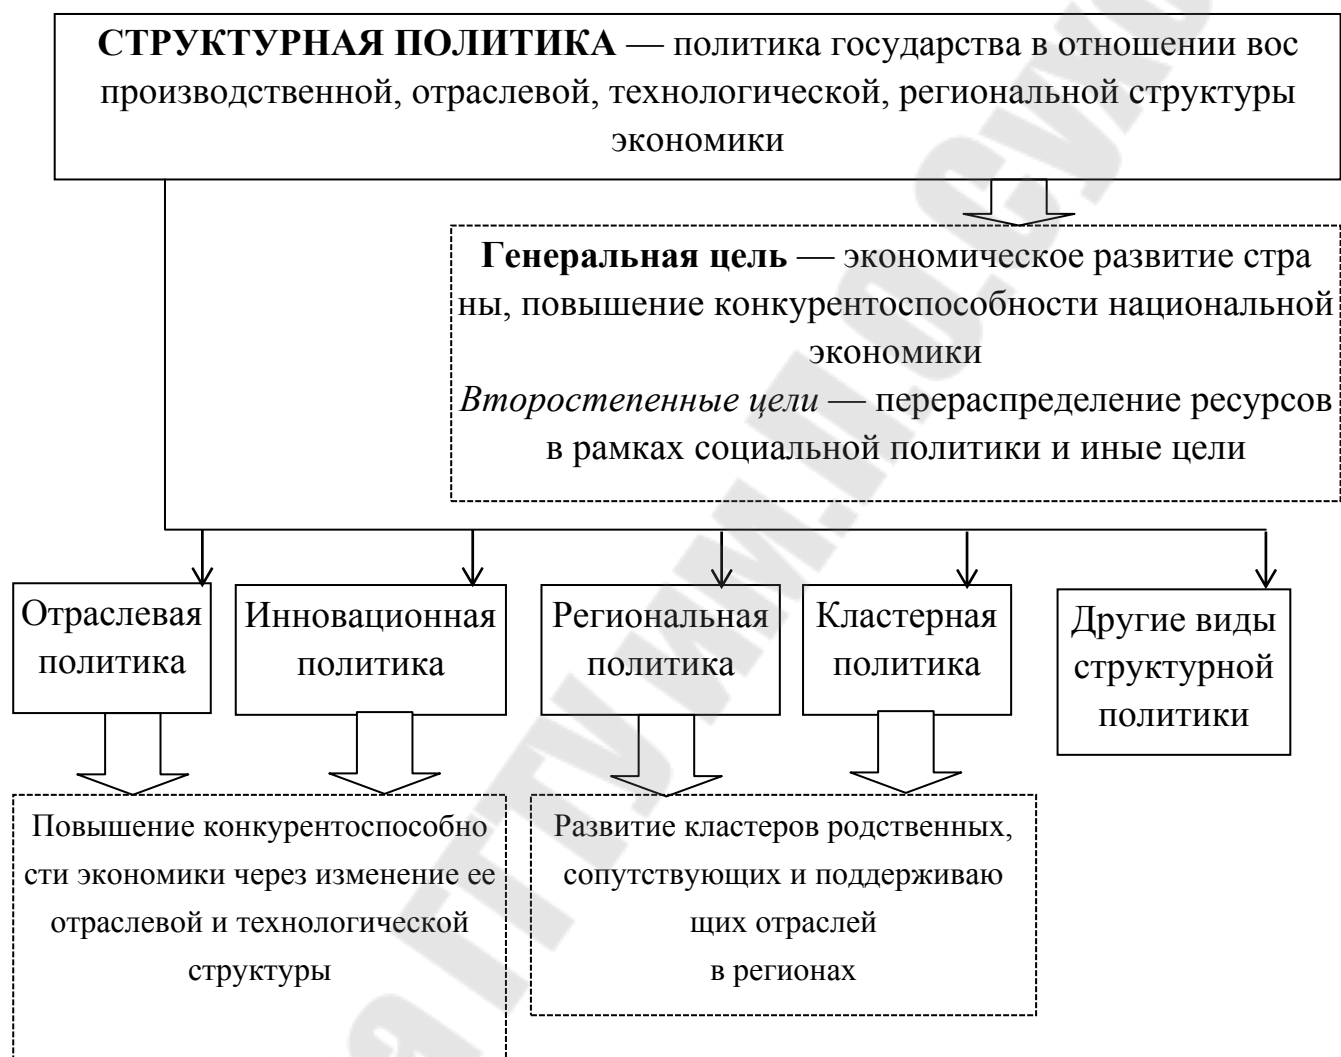 СТРУКТУРНАЯ ПОЛИТИКА — политика государства в отношении вос
производственной, отраслевой, технологической, региональной структуры
экономики
Генеральная цель — экономическое развитие стра
ны, повышение конкурентоспособности национальной
экономики
Второстепенные цели — перераспределение ресурсов
в рамках социальной политики и иные цели
Отраслевая
политика
Инновационная
политика
Региональная
политика
Кластерная
политика
Другие виды
структурной
политики
Повышение конкурентоспособно
сти экономики через изменение ее
отраслевой и технологической
структуры
Развитие кластеров родственных,
сопутствующих и поддерживаю
щих отраслей
в регионах
ГГТУ им.П.О.Сухо